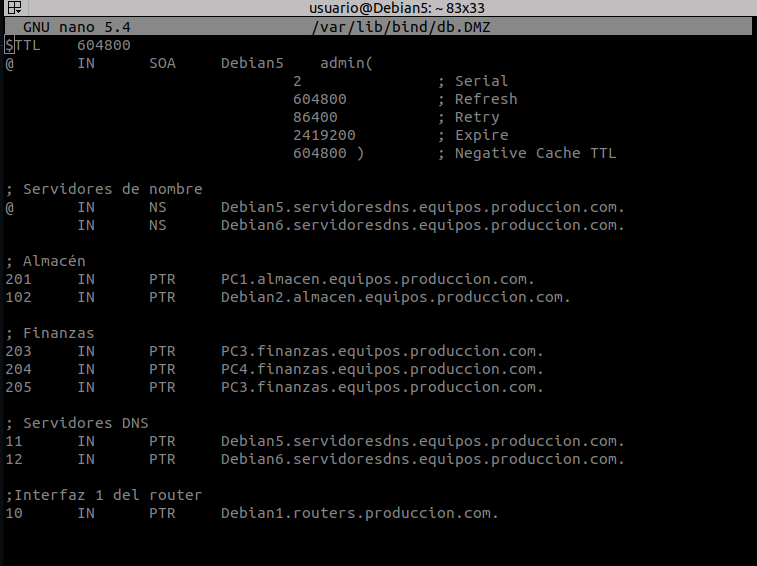 usuario@Debian5: ~ 83x33
GNU nano 5.4 /var/lib/bind/db.DMZ
$TTL 604800
@ IN SOA Debian5 admin(
2 ; Serial
604800 ; Refresh
86400 ; Retry
2419200 ; Expire
604800 ) ; Negative Cache TTL
; Servidores de nombre
@ IN NS Debian5.servidoresdns.equipos.produccion.com.
IN NS Debian6.servidoresdns.equipos.produccion.com.
; Almacén
201 IN PTR PC1.almacen.equipos.produccion.com.
102 IN PTR Debian2.almacen.equipos.produccion.com.
; Finanzas
203 IN PTR PC3.finanzas.equipos.produccion.com.
204 IN PTR PC4.finanzas.equipos.produccion.com.
205 IN PTR PC3.finanzas.equipos.produccion.com.
; Servidores DNS
11 IN PTR Debian5.servidoresdns.equipos.produccion.com.
12 IN PTR Debian6.servidoresdns.equipos.produccion.com.
;Interfaz 1 del router
10 IN PTR Debian1.routers.produccion.com.